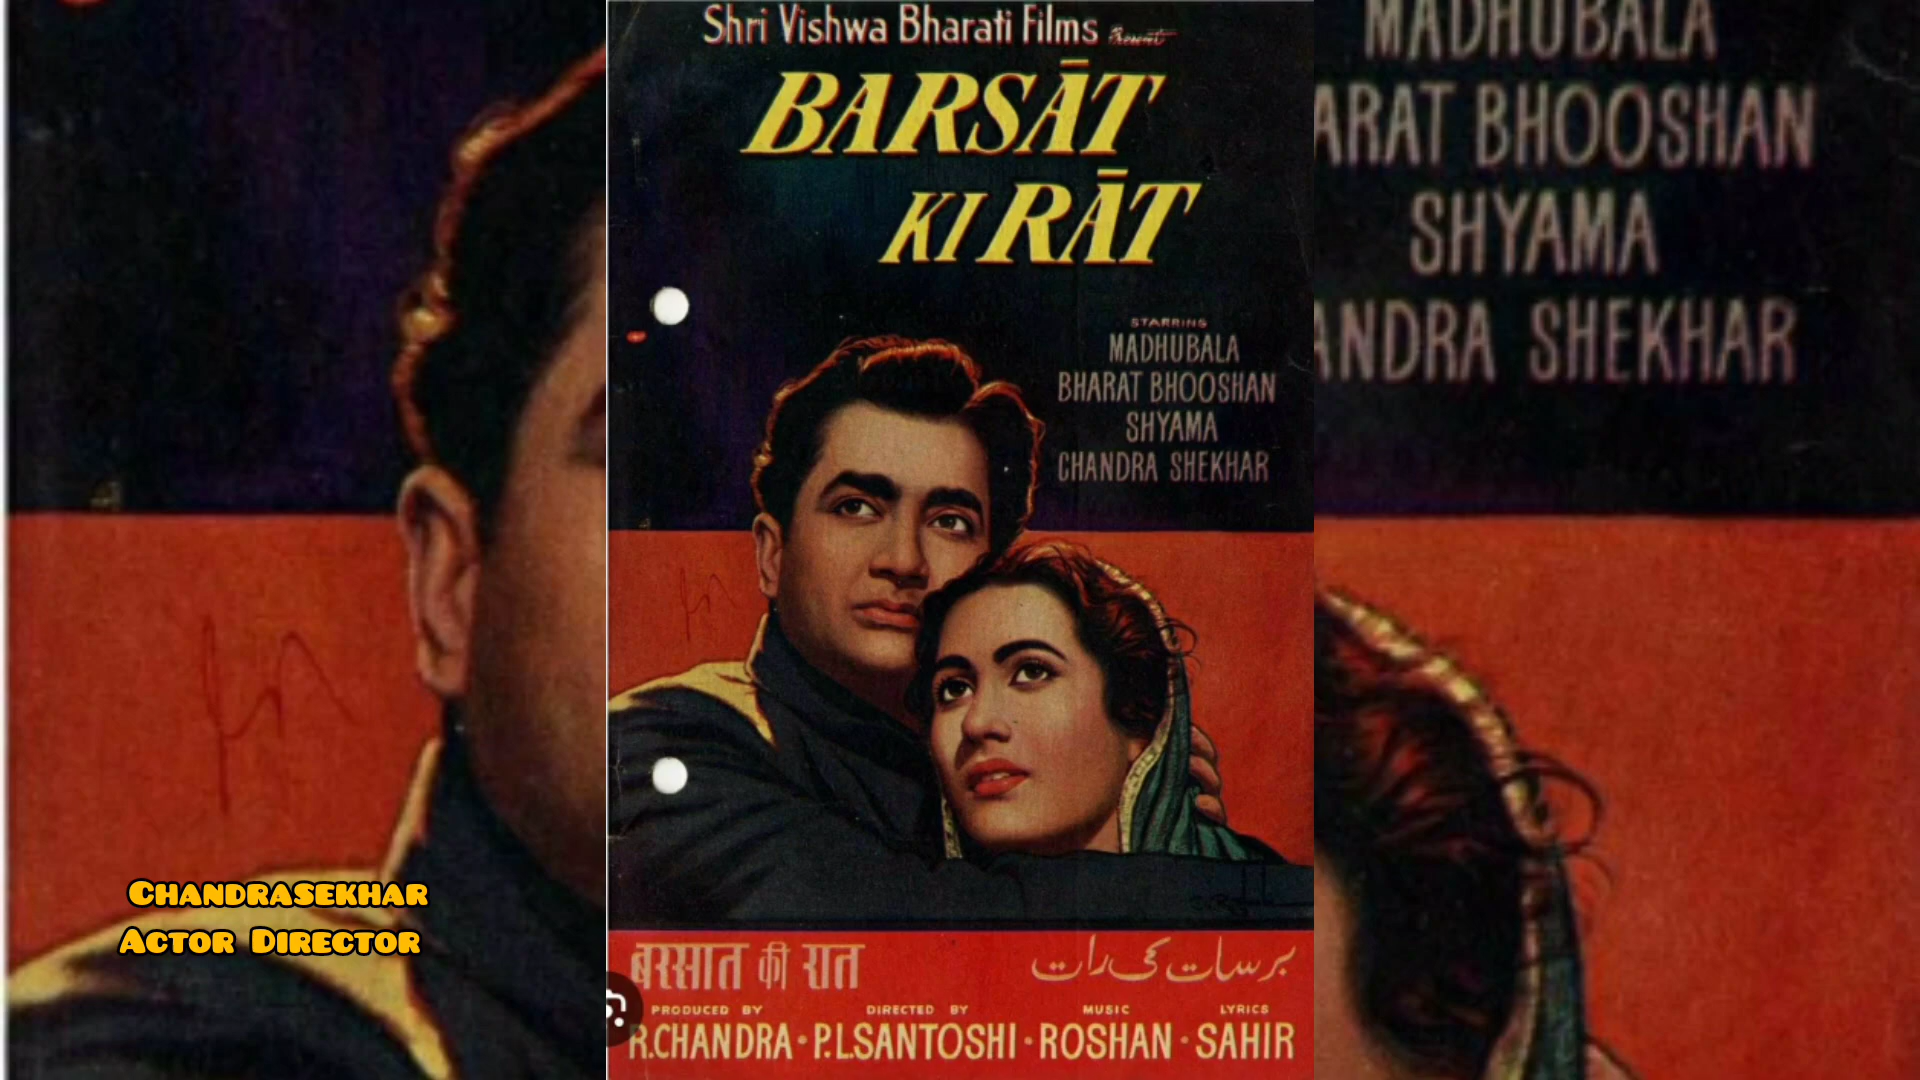 Shri Vishwa Bharati Films Present
BARSĀT
KI RĀT
STARRING
MADHUBALA
BHARAT BHOOSHAN
SHYAMA
CHANDRA SHEKHAR
बरसात की रात
برسات کی رات
PRODUCED BY
R.CHANDRA
DIRECTED BY
P.L.SANTOSHI
MUSIC
ROSHAN
LYRICS
SAHIR
CHANDRASEKHAR
ACTOR DIRECTOR
MADHUBALA
ARAT BHOOSHAN
SHYAMA
ANDRA SHEKHAR